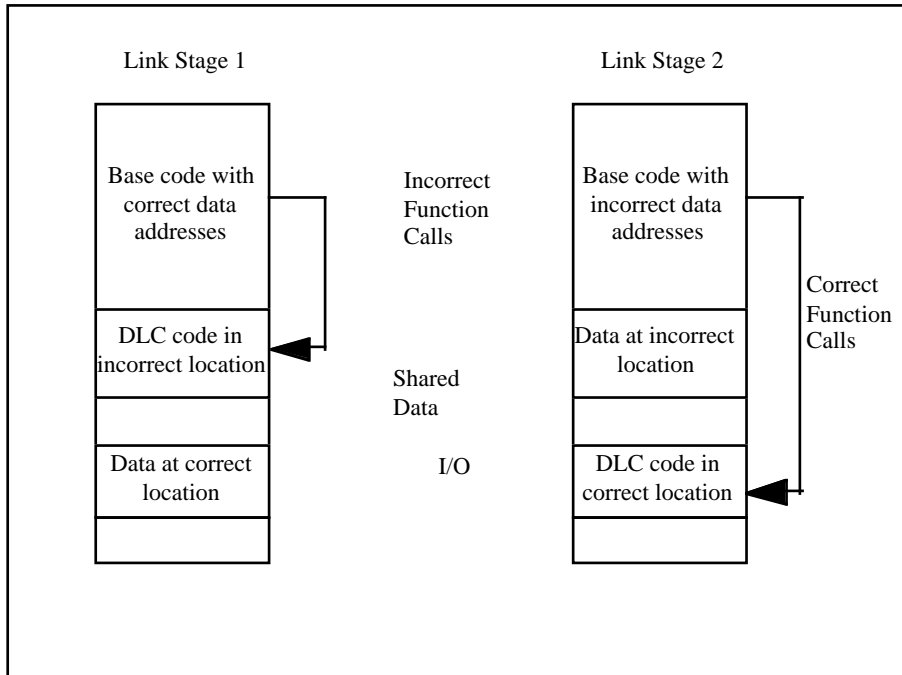 Link Stage 1
Link Stage 2
Base code with
correct data
addresses
Incorrect
Function
Calls
Base code with
incorrect data
addresses
Correct
Function
Calls
DLC code in
incorrect location
Data at incorrect
location
Shared
Data
Data at correct
location
I/O
DLC code in
correct location